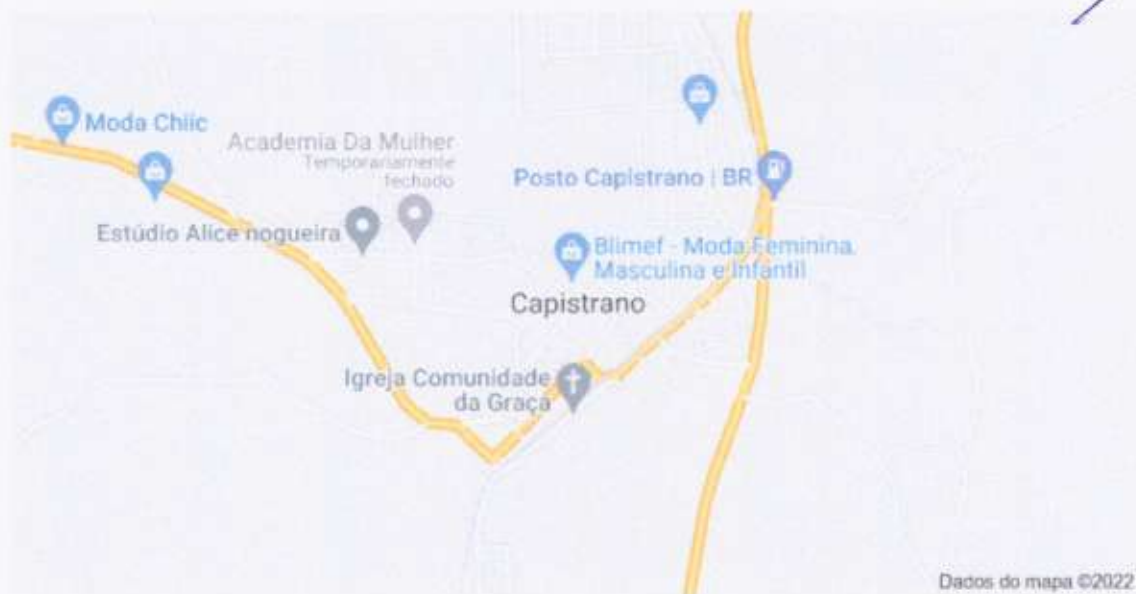 Moda Chiic
Academia Da Mulher
Temporariamente
fechado
Posto Capistrano | BR
Estúdio Alice nogueira
Blimef - Moda Feminina,
Masculina e Infantil
Capistrano
Igreja Comunidade
da Graça
Dados do mapa ©2022